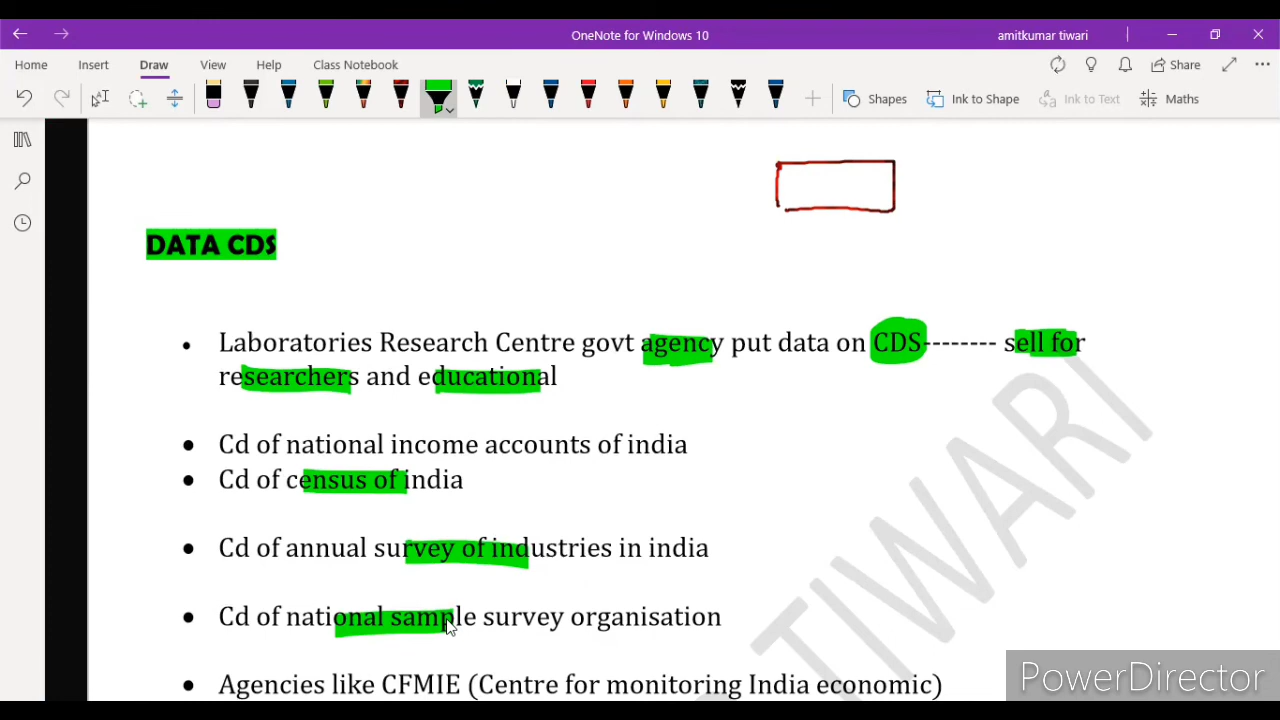 OneNote for Windows 10
amitkumar tiwari
Home Insert Draw View Help Class Notebook
Share
Shapes Ink to Shape Ink to Text Maths
DATA CDS
Laboratories Research Centre govt agency put data on CDS-------- sell for
researchers and educational
Cd of national income accounts of india
Cd of census of india
Cd of annual survey of industries in india
Cd of national sample survey organisation
Agencies like CFMIE (Centre for monitoring India economic)
TIWARI
PowerDirector